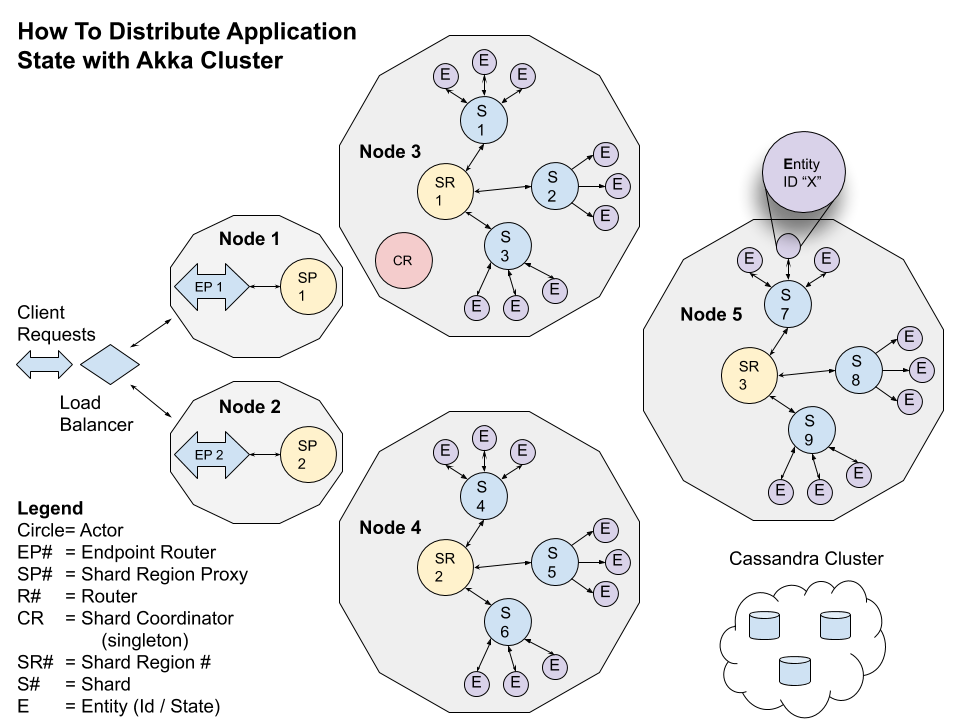 How To Distribute Application
State with Akka Cluster
Node 1
EP 1
SP
1
Client
Requests
Load
Balancer
Node 2
EP 2
SP
2
Node 3
E
E
E
S
1
SR
1
S
2
E
E
E
S
3
E
E
E
CR
Node 4
E
E
E
S
4
SR
2
S
5
E
E
E
S
6
E
E
E
Entity
ID “X”
Node 5
E
E
S
7
SR
3
S
8
E
E
E
S
9
E
E
E
Cassandra Cluster
Legend
Circle= Actor
EP# = Endpoint Router
SP# = Shard Region Proxy
R# = Router
CR = Shard Coordinator
(singleton)
SR# = Shard Region #
S# = Shard
E = Entity (Id / State)